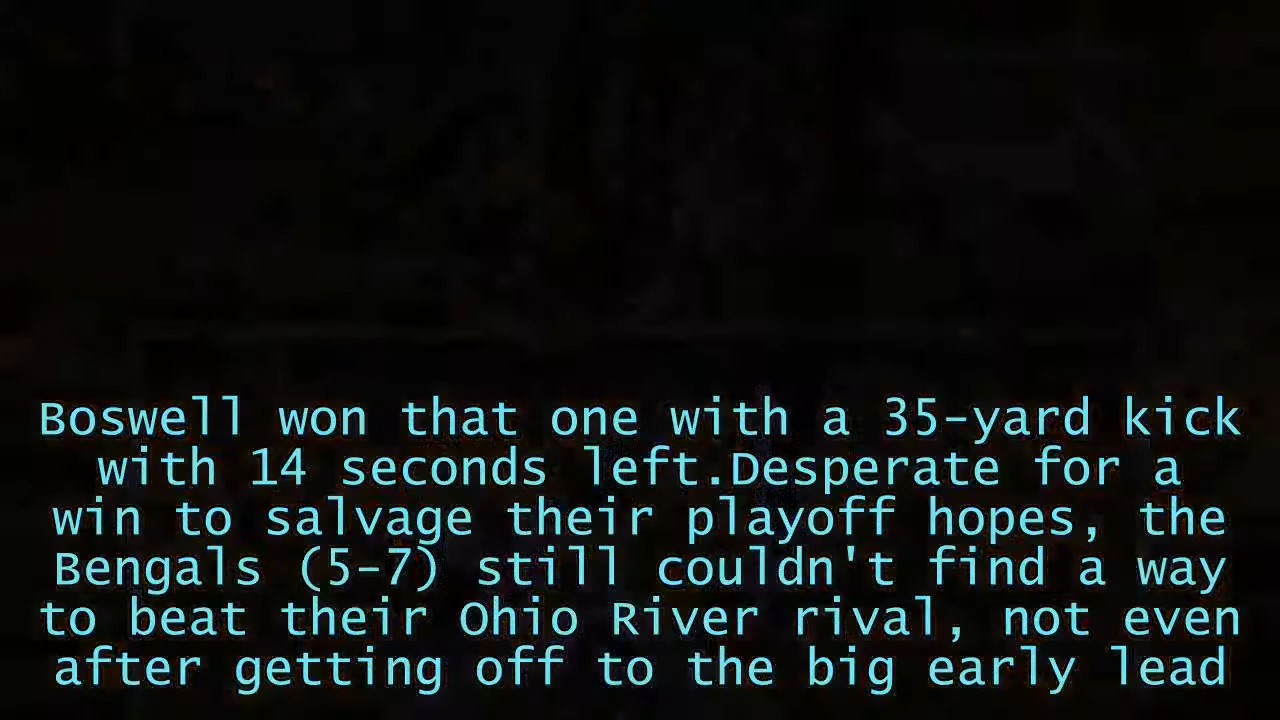 Boswell won that one with a 35-yard kick
with 14 seconds left.Desperate for a
win to salvage their playoff hopes, the
Bengals (5-7) still couldn't find a way
to beat their Ohio River rival, not even
after getting off to the big early lead